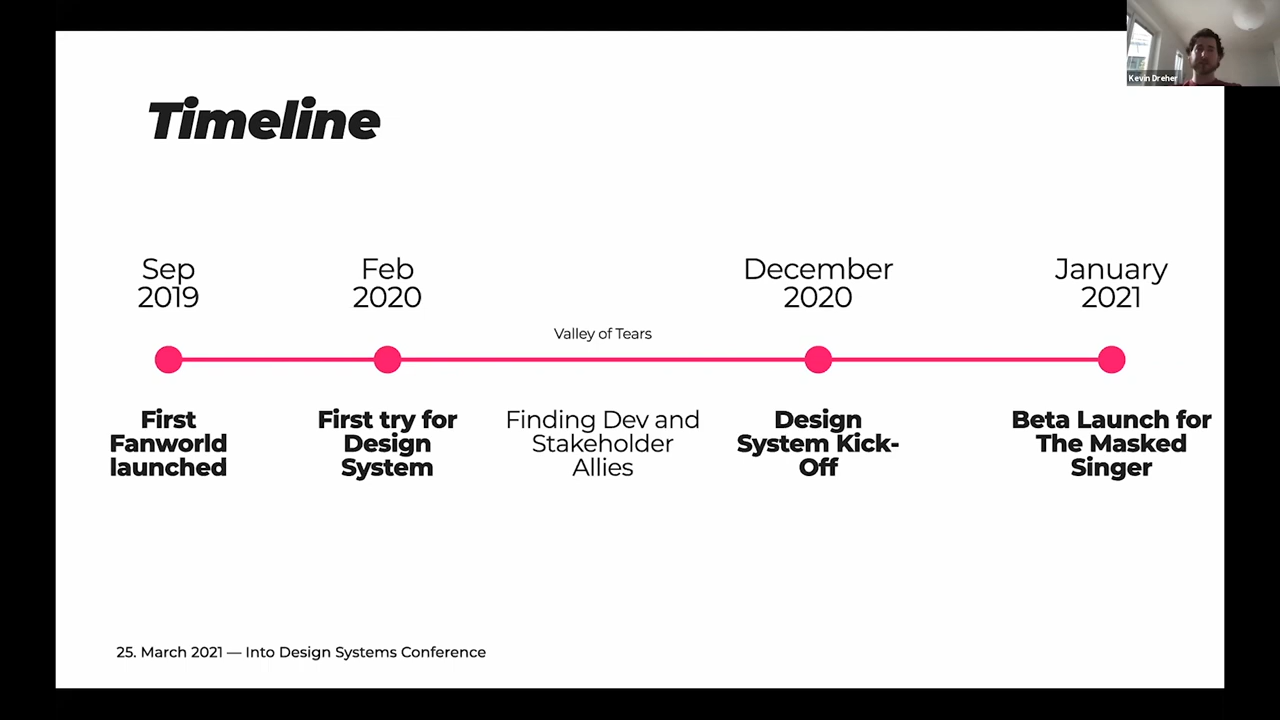 Kevin Dreher
Timeline
Sep
2019
Feb
2020
December
2020
January
2021
Valley of Tears
First
Fanworld
launched
First try for
Design
System
Finding Dev and
Stakeholder
Allies
Design
System Kick-
Off
Beta Launch for
The Masked
Singer
25. March 2021 — Into Design Systems Conference